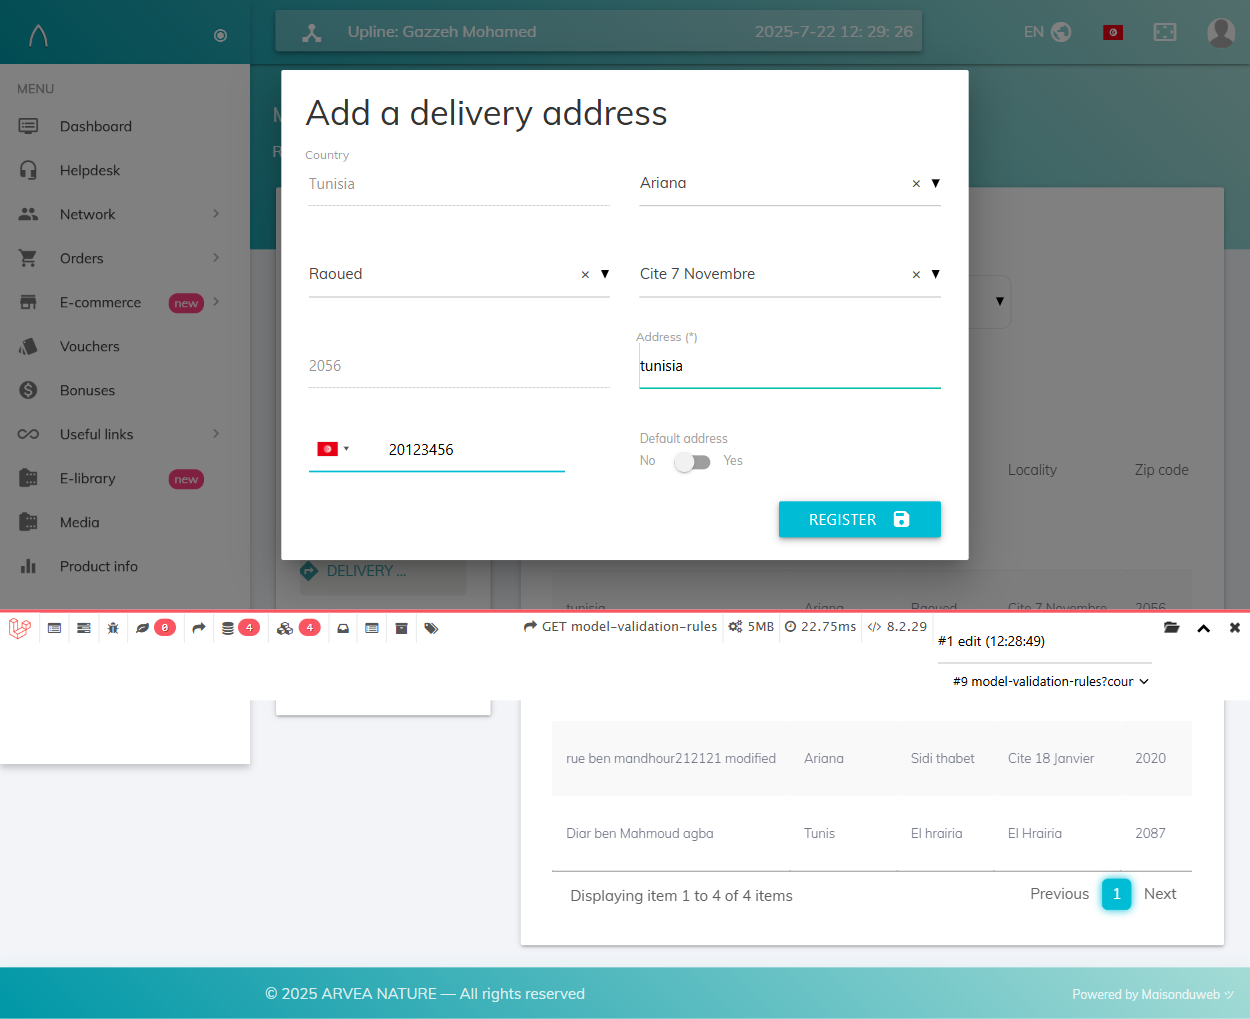 Upline: Gazzeh Mohamed
2025-7-22 12: 29: 26
EN
MENU
Dashboard
Helpdesk
Network
Orders
E-commerce new
Vouchers
Bonuses
Useful links
E-library new
Media
Product info
Add a delivery address
Country
Tunisia
Ariana × ▼
Raoued × ▼
Cite 7 Novembre × ▼
2056
Address (*)
tunisia
20123456
Default address
No Yes
REGISTER
Locality Zip code
DELIVERY ...
tunisia Ariana Raoued Cite 7 Novembre 2056
0 4 4
GET model-validation-rules 5MB 22.75ms 8.2.29
#1 edit (12:28:49)
#9 model-validation-rules?cour
rue ben mandhour212121 modified Ariana Sidi thabet Cite 18 Janvier 2020
Diar ben Mahmoud agba Tunis El hrairia El Hrairia 2087
Displaying item 1 to 4 of 4 items
Previous 1 Next
© 2025 ARVEA NATURE — All rights reserved
Powered by Maisonduweb ツ